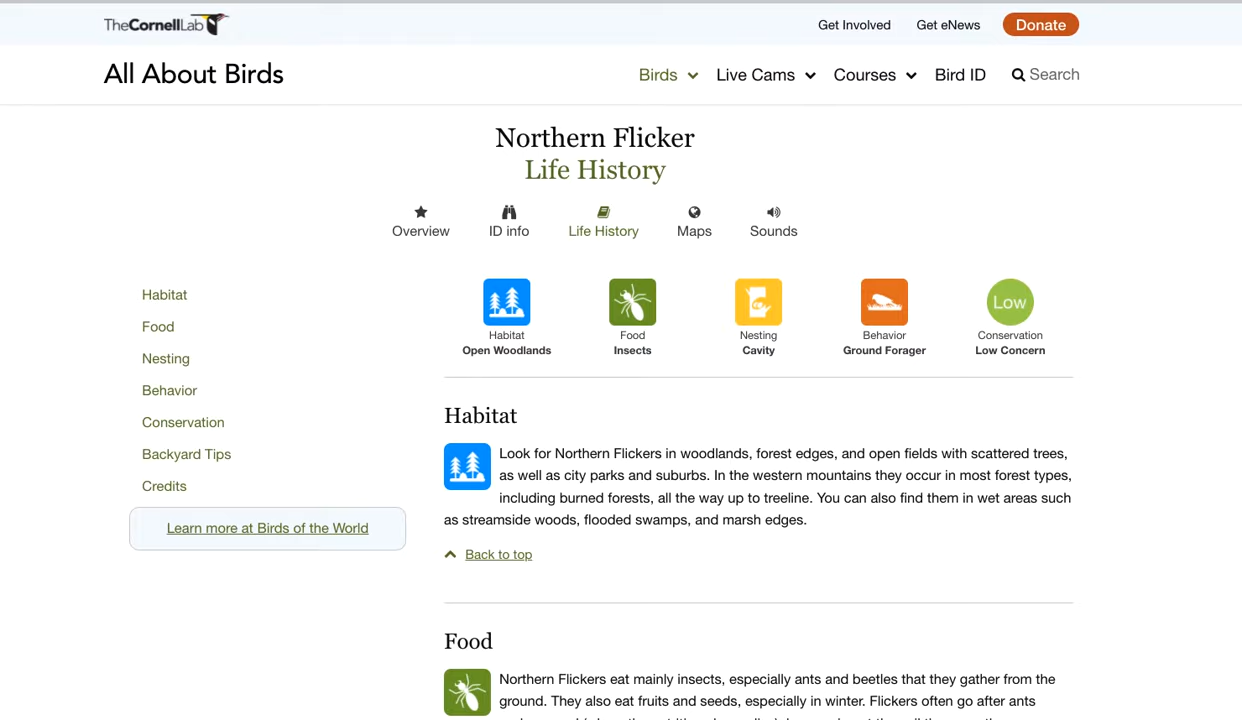 TheCornellLab
Get Involved Get eNews Donate
All About Birds
Birds Live Cams Courses Bird ID Search
Northern Flicker
Life History
Overview ID info Life History Maps Sounds
Habitat
Food
Nesting
Behavior
Conservation
Backyard Tips
Credits
Learn more at Birds of the World
Low
Habitat Food Nesting Behavior Conservation
Open Woodlands Insects Cavity Ground Forager Low Concern
Habitat
Look for Northern Flickers in woodlands, forest edges, and open fields with scattered trees,
as well as city parks and suburbs. In the western mountains they occur in most forest types,
including burned forests, all the way up to treeline. You can also find them in wet areas such
as streamside woods, flooded swamps, and marsh edges.
Back to top
Food
Northern Flickers eat mainly insects, especially ants and beetles that they gather from the
ground. They also eat fruits and seeds, especially in winter. Flickers often go after ants